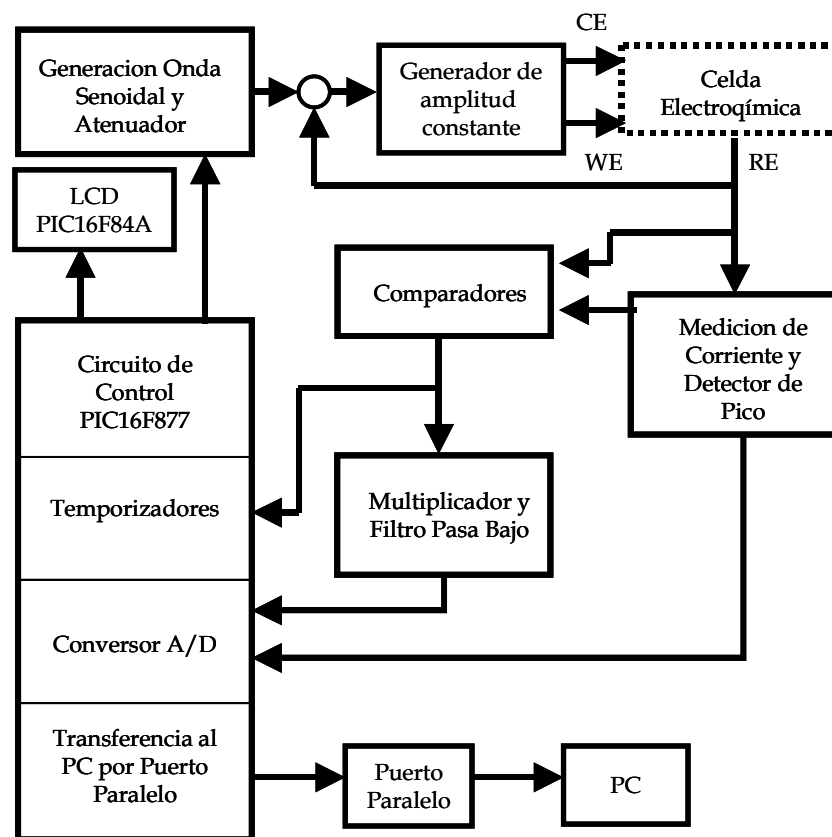 Generacion Onda
Senoidal y
Atenuador
Generador de
amplitud
constante
CE
WE
Celda
Electroqímica
RE
LCD
PIC16F84A
Comparadores
Medicion de
Corriente y
Detector de
Pico
Circuito de
Control
PIC16F877
Temporizadores
Multiplicador y
Filtro Pasa Bajo
Conversor A/D
Transferencia al
PC por Puerto
Paralelo
Puerto
Paralelo
PC